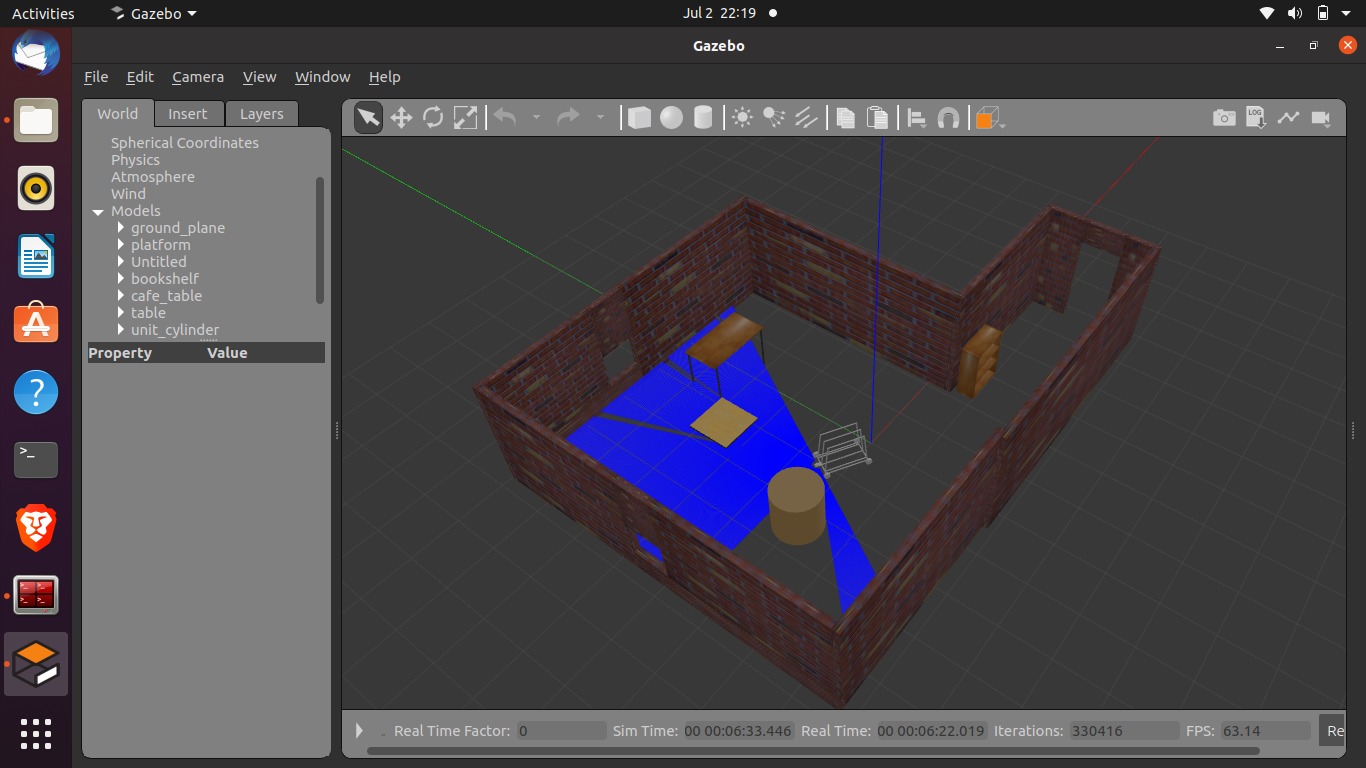 Activities Gazebo Jul 2 22:19
Gazebo
File Edit Camera View Window Help
World Insert Layers
LOG
Spherical Coordinates
Physics
Atmosphere
Wind
Models
ground_plane
platform
Untitled
bookshelf
cafe_table
table
unit_cylinder
Property Value
Real Time Factor: 0 Sim Time: 00 00:06:33.446 Real Time: 00 00:06:22.019 Iterations: 330416 FPS: 63.14 Re